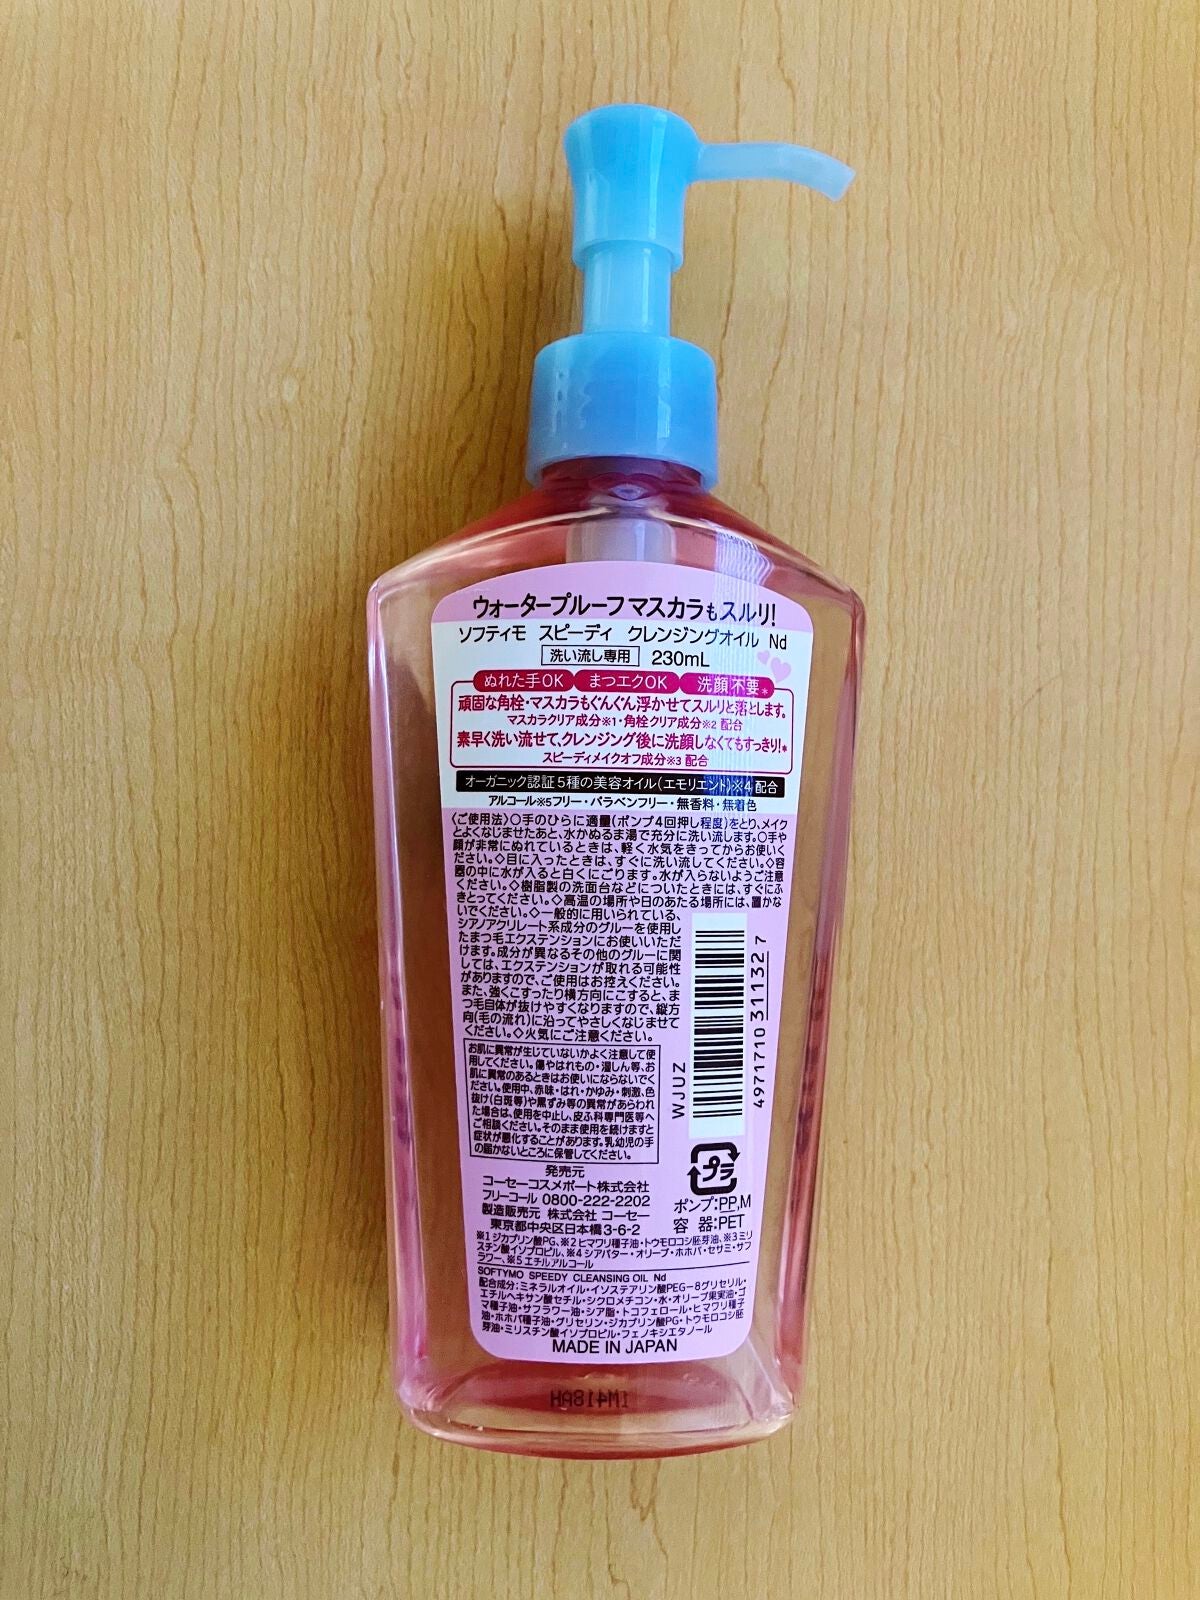 ウォータープルーフマスカラもスルリ!
ソフティモ スピーディ クレンジングオイル Nd
洗い流し専用 230mL
ぬれた手OK まつエクOK 洗顔不要*
頑固な角栓・マスカラもぐんぐん浮かせてスルリと落とします。
マスカラクリア成分※1・角栓クリア成分※2 配合
素早く洗い流せて、クレンジング後に洗顔しなくてもすっきり!*
スピーディメイクオフ成分※3 配合
オーガニック認証5種の美容オイル(エモリエント)※4 配合
アルコール※5フリー・パラベンフリー・無香料・無着色
〈ご使用法〉○手のひらに適量(ポンプ4回押し程度)をとり、メイク
とよくなじませたあと、水かぬるま湯で充分に洗い流します。○手や
顔が非常にぬれているときは、軽く水気をきってからお使いく
ださい。◇目に入ったときは、すぐに洗い流してください。◇容
器の中に水が入ると白くにごります。水が入らないようご注意
ください。◇樹脂製の洗面台などについたときには、すぐにふ
きとってください。◇高温の場所や日のあたる場所には、置かな
いでください。◇一般的に用いられている、
シアノアクリレート系成分のグルーを使用し
たまつ毛エクステンションにお使いいただ
けます。成分が異なるその他のグルーに関
しては、エクステンションが取れる可能性
がありますので、ご使用はお控えください。
また、強くこすったり横方向にこすると、ま
つ毛自体が抜けやすくなりますので、縦方
向(毛の流れ)に沿ってやさしくなじませて
ください。◇火気にご注意ください。
お肌に異常が生じていないかよく注意して使
用してください。傷やはれもの・湿しん等、お
肌に異常のあるときはお使いにならないでく
ださい。使用中、赤味・はれ・かゆみ・刺激、色
抜け(白斑等)や黒ずみ等の異常があらわれ
た場合は、使用を中止し、皮ふ科専門医等へ
ご相談ください。そのまま使用を続けますと
症状が悪化することがあります。乳幼児の手
の届かないところに保管してください。
WJUZ
4971710 311327
プラ
ポンプ:PP,M
容 器:PET
発売元
コーセーコスメポート株式会社
フリーコール 0800-222-2202
製造販売元 株式会社 コーセー
東京都中央区日本橋3-6-2
※1 ジカプリン酸PG、※2 ヒマワリ種子油・トウモロコシ胚芽油、※3 ミリ
スチン酸イソプロピル、※4 シアバター・オリーブ・ホホバ・セサミ・サフ
ラワー、※5 エチルアルコール
SOFTYMO SPEEDY CLEANSING OIL Nd
配合成分:ミネラルオイル・イソステアリン酸PEG-8グリセリル・
エチルヘキサン酸セチル・シクロメチコン・水・オリーブ果実油・ゴ
マ種子油・サフラワー油・シア脂・トコフェロール・ヒマワリ種子
油・ホホバ種子油・グリセリン・ジカプリン酸PG・トウモロコシ胚
芽油・ミリスチン酸イソプロピル・フェノキシエタノール
MADE IN JAPAN